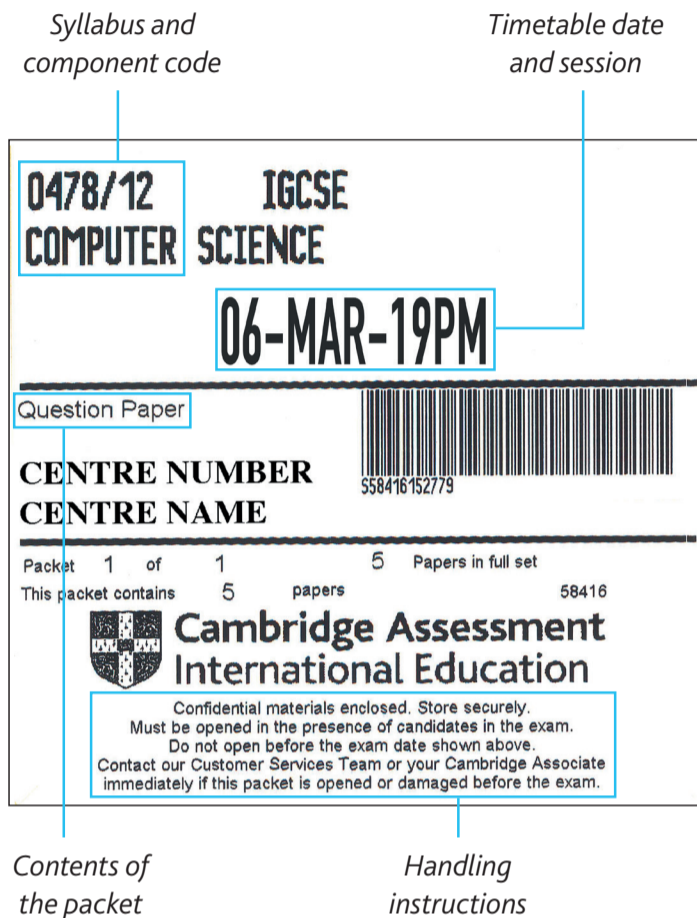 Syllabus and
component code
Timetable date
and session
0478/12 IGCSE
COMPUTER SCIENCE
06-MAR-19PM
Question Paper
S58416152779
CENTRE NUMBER
CENTRE NAME
Packet 1 of 1 5 Papers in full set
This packet contains 5 papers 58416
Cambridge Assessment
International Education
Confidential materials enclosed. Store securely.
Must be opened in the presence of candidates in the exam.
Do not open before the exam date shown above.
Contact our Customer Services Team or your Cambridge Associate
immediately if this packet is opened or damaged before the exam.
Contents of
the packet
Handling
instructions